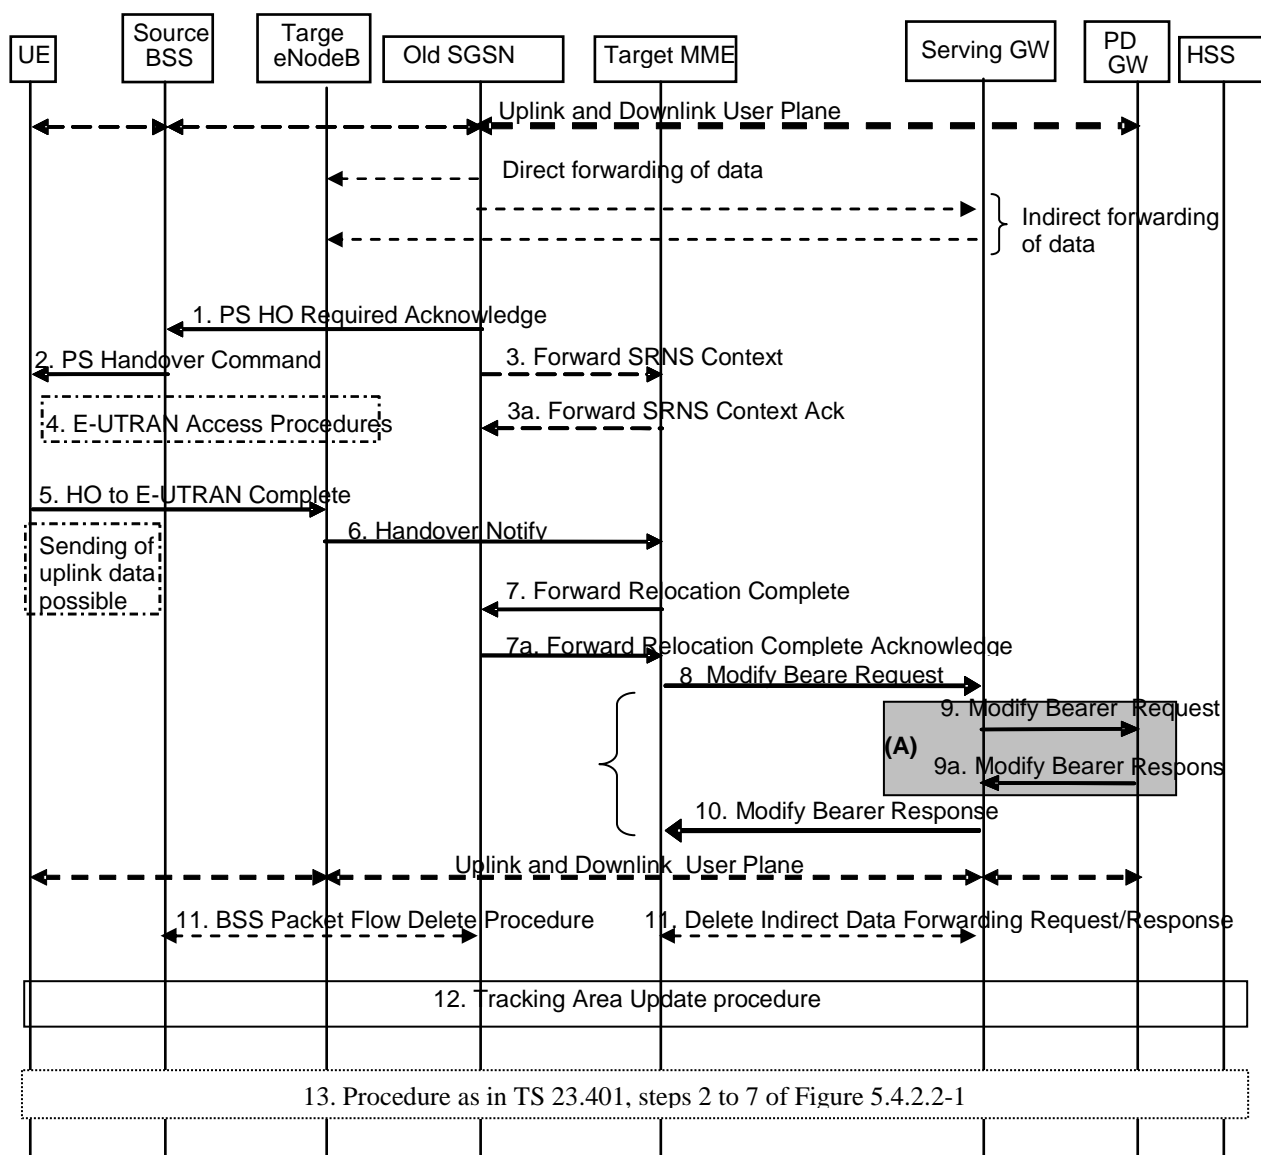 UE
Source
BSS
Targe
eNodeB
Old SGSN
Target MME
Serving GW
PD
GW
HSS
Uplink and Downlink User Plane
Direct forwarding of data
Indirect forwarding
of data
1. PS HO Required Acknowledge
2. PS Handover Command
3. Forward SRNS Context
4. E-UTRAN Access Procedures
3a. Forward SRNS Context Ack
5. HO to E-UTRAN Complete
6. Handover Notify
Sending of
uplink data
possible
7. Forward Relocation Complete
7a. Forward Relocation Complete Acknowledge
8 Modify Beare Request
9. Modify Bearer Request
(A)
9a. Modify Bearer Respons
10. Modify Bearer Response
Uplink and Downlink User Plane
11. BSS Packet Flow Delete Procedure
11. Delete Indirect Data Forwarding Request/Response
12. Tracking Area Update procedure
13. Procedure as in TS 23.401, steps 2 to 7 of Figure 5.4.2.2-1